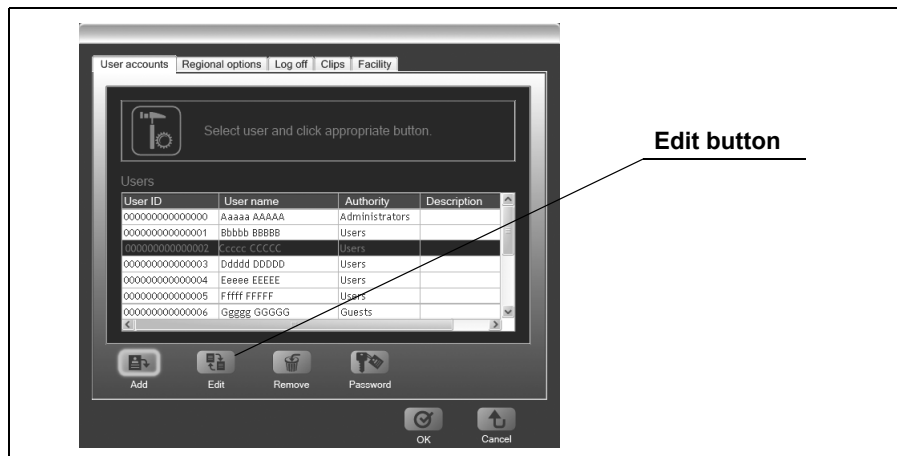 User accounts Regional options Log off Clips Facility
Select user and click appropriate button.
Edit button
Users
User ID User name Authority Description
000000000000000 Aaaaa AAAAA Administrators
000000000000001 Bbbbb BBBBB Users
000000000000002 Ccccc CCCCC Users
000000000000003 Ddddd DDDDD Users
000000000000004 Eeeee EEEEE Users
000000000000005 Fffff FFFFF Users
000000000000006 Ggggg GGGGG Guests
Add Edit Remove Password
OK Cancel